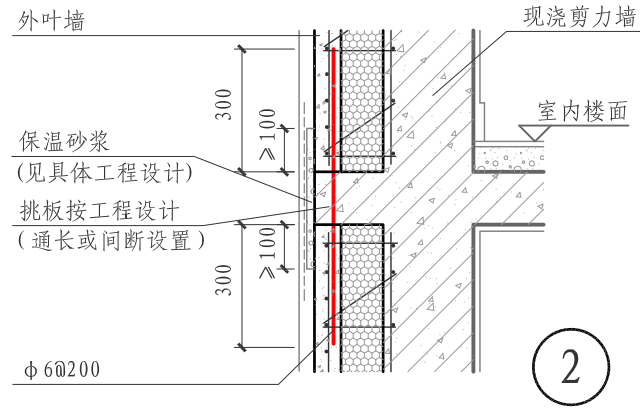 外叶墙
现浇剪力墙
300
≥100
室内楼面
保温砂浆
(见具体工程设计)
挑板按工程设计
(通长或间断设置)
≥100
300
ф6@200
2